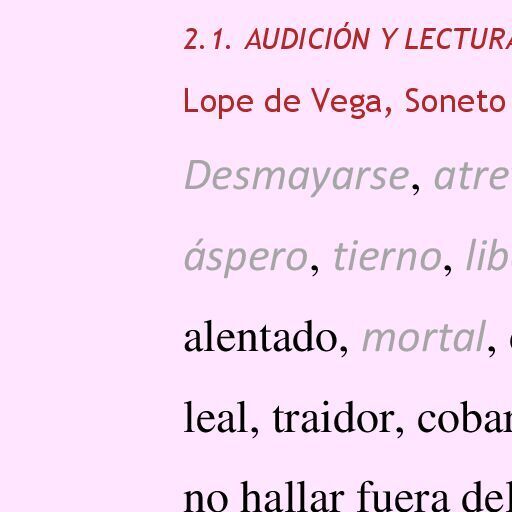 2.1. AUDICIÓN Y LECTURA
Lope de Vega, Soneto
Desmayarse, atre
áspero, tierno, lib
alentado, mortal,
leal, traidor, cobar
no hallar fuera del